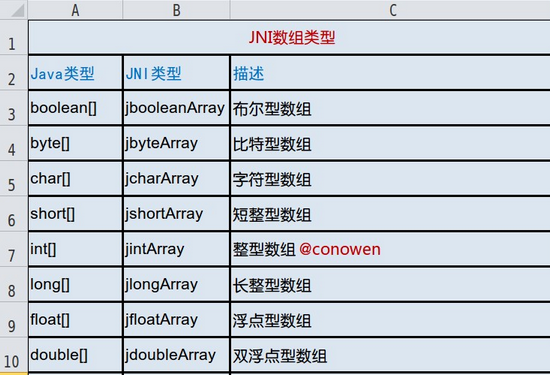 A B C
1 JNI数组类型
2 Java类型 JNI类型 描述
3 boolean[] jbooleanArray 布尔型数组
4 byte[] jbyteArray 比特型数组
5 char[] jcharArray 字符型数组
6 short[] jshortArray 短整型数组
7 int[] jintArray 整型数组 @conowen
8 long[] jlongArray 长整型数组
9 float[] jfloatArray 浮点型数组
10 double[] jdoubleArray 双浮点型数组